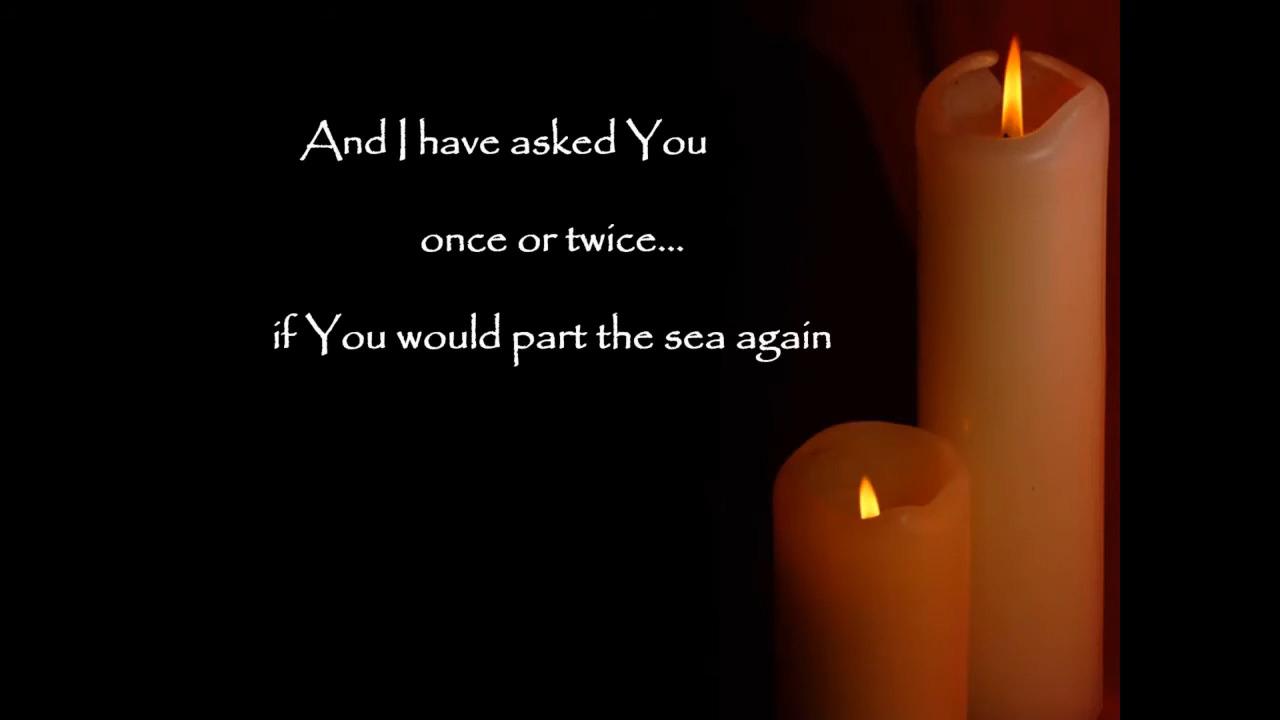 And I have asked You
once or twice...
if You would part the sea again